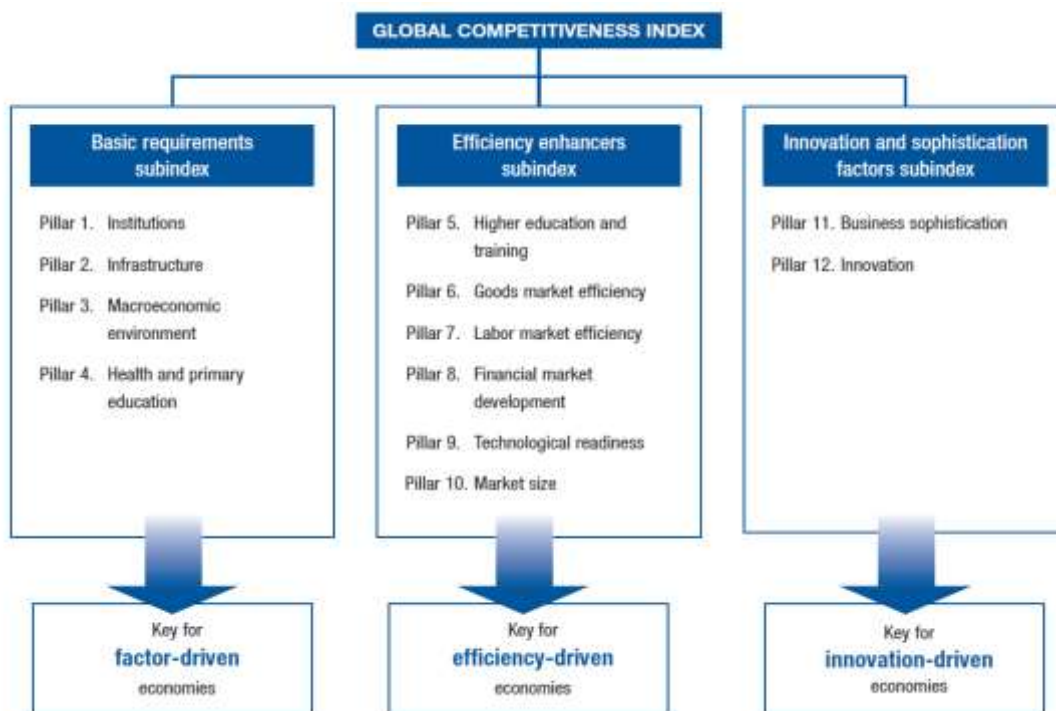 GLOBAL COMPETITIVENESS INDEX
Basic requirements
subindex
Pillar 1. Institutions
Pillar 2. Infrastructure
Pillar 3. Macroeconomic
environment
Pillar 4. Health and primary
education
Key for
factor-driven
economies
Efficiency enhancers
subindex
Pillar 5. Higher education and
training
Pillar 6. Goods market efficiency
Pillar 7. Labor market efficiency
Pillar 8. Financial market
development
Pillar 9. Technological readiness
Pillar 10. Market size
Key for
efficiency-driven
economies
Innovation and sophistication
factors subindex
Pillar 11. Business sophistication
Pillar 12. Innovation
Key for
innovation-driven
economies